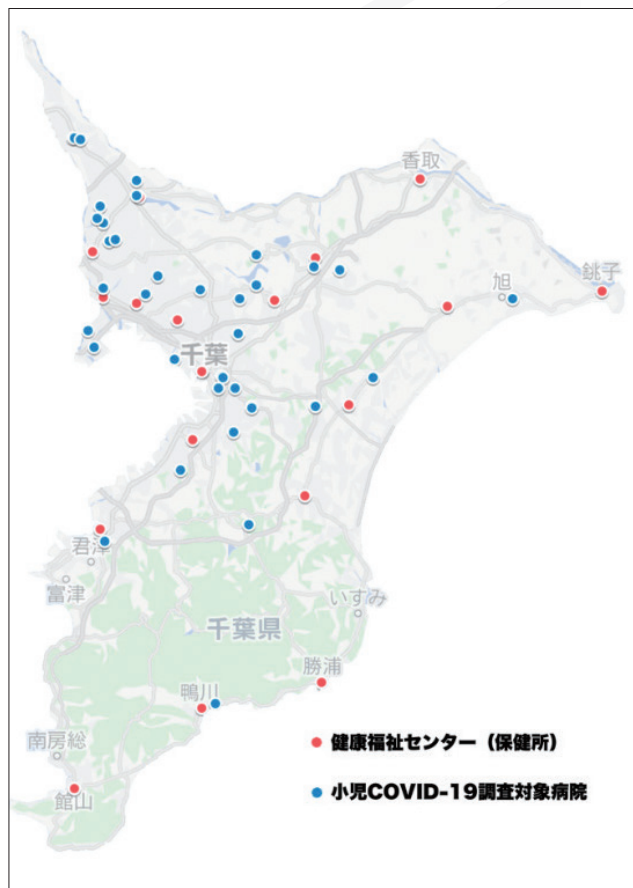 香取
銚子
旭
千葉
君津
富津
いすみ
千葉県
勝浦
鴨川
南房総
館山
健康福祉センター（保健所）
小児COVID-19調査対象病院